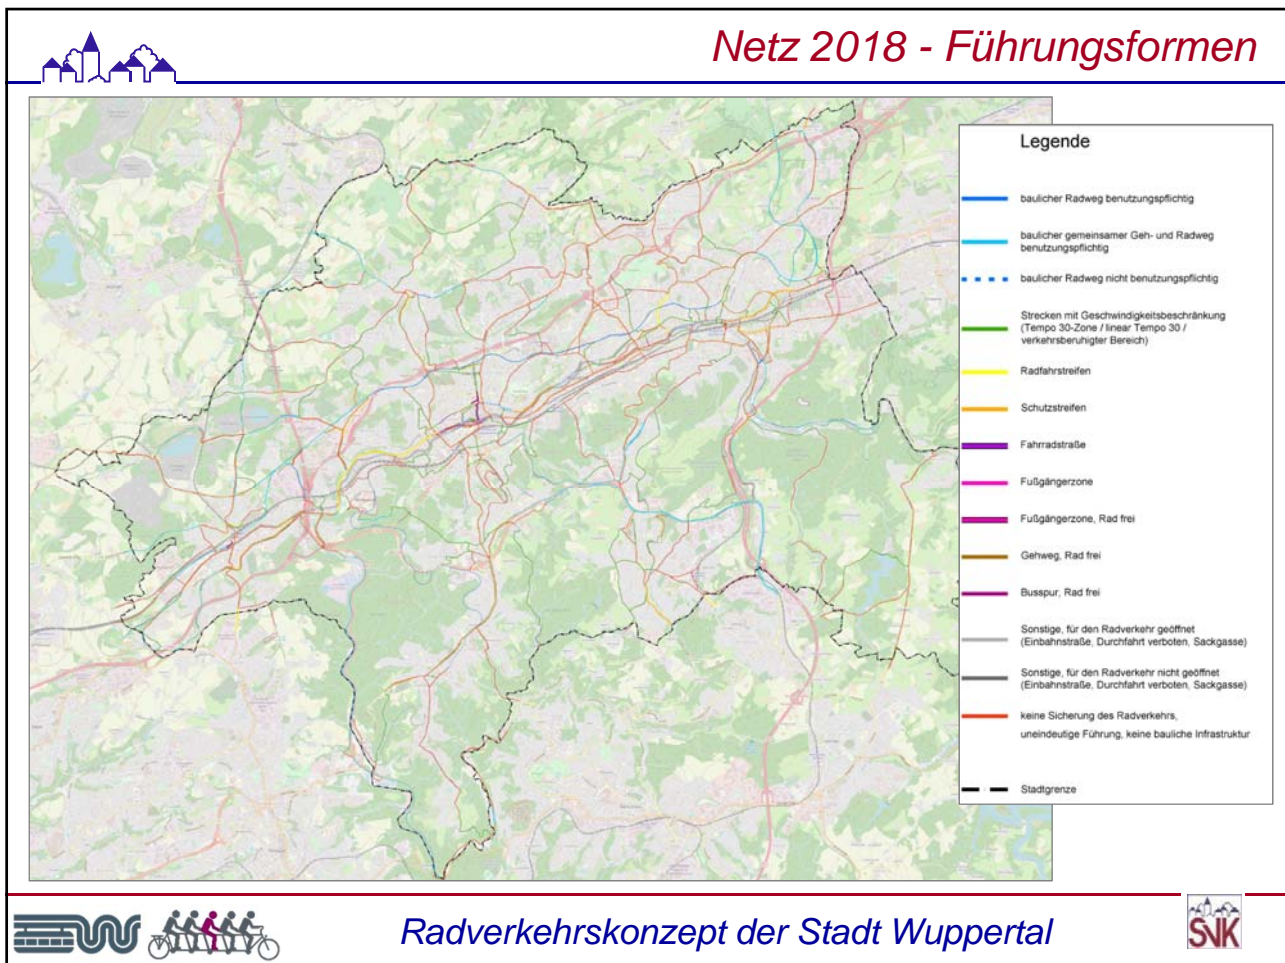 Netz 2018 - Führungsformen
Legende
baulicher Radweg benutzungspflichtig
baulicher gemeinsamer Geh- und Radweg
benutzungspflichtig
baulicher Radweg nicht benutzungspflichtig
Strecken mit Geschwindigkeitsbeschränkung
(Tempo 30-Zone / linear Tempo 30 /
verkehrsberuhigter Bereich)
Radfahrstreifen
Schutzstreifen
Fahrradstraße
Fußgängerzone
Fußgängerzone, Rad frei
Gehweg, Rad frei
Busspur, Rad frei
Sonstige, für den Radverkehr geöffnet
(Einbahnstraße, Durchfahrt verboten, Sackgasse)
Sonstige, für den Radverkehr nicht geöffnet
(Einbahnstraße, Durchfahrt verboten, Sackgasse)
keine Sicherung des Radverkehrs,
uneindeutige Führung, keine bauliche Infrastruktur
Stadtgrenze
Radverkehrskonzept der Stadt Wuppertal
SVK